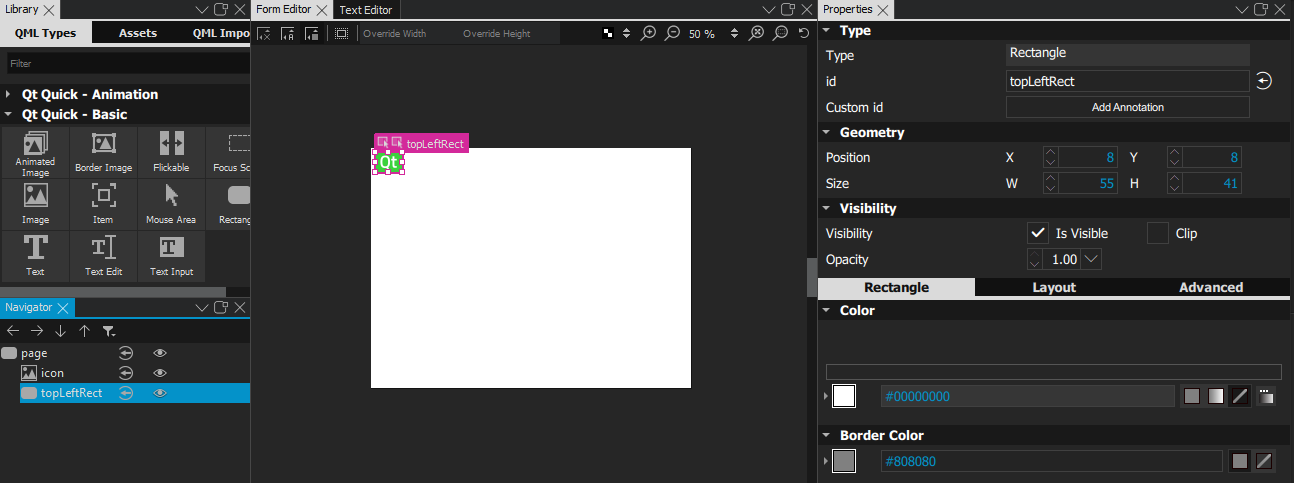 Library
QML Types Assets QML Impo
Filter
Qt Quick - Animation
Qt Quick - Basic
Animated Image
Border Image
Flickable
Focus Sc
Image
Item
Mouse Area
Rectang
Text
Text Edit
Text Input
Navigator
page
icon
topLeftRect
Form Editor Text Editor
Override Width Override Height 50 %
topLeftRect
Qt
Properties
Type
Type Rectangle
id topLeftRect
Custom id Add Annotation
Geometry
Position X 8 Y 8
Size W 55 H 41
Visibility
Visibility Is Visible Clip
Opacity 1.00
Rectangle Layout Advanced
Color
#00000000
Border Color
#808080